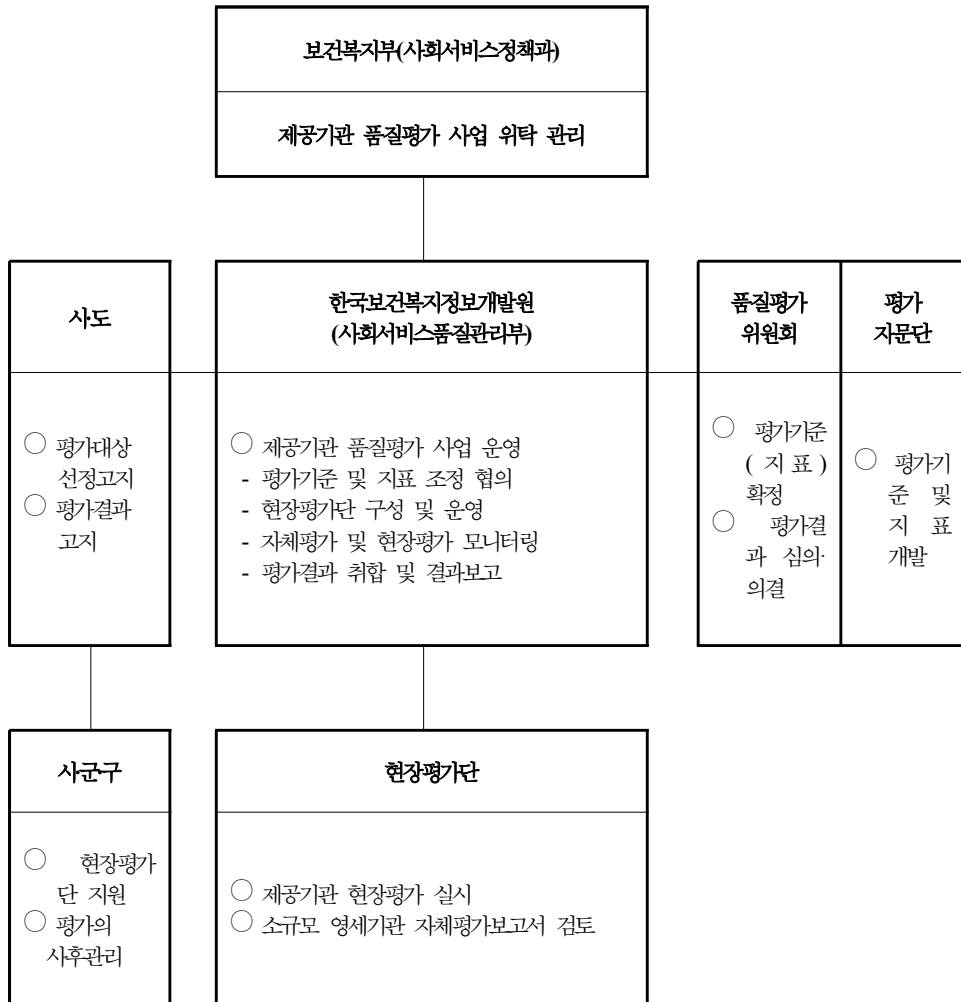 보건복지부(사회서비스정책과)
제공기관 품질평가 사업 위탁 관리
시·도
○ 평가대상
선정·고지
○ 평가결과
고지
한국보건복지정보개발원
(사회서비스품질관리부)
○ 제공기관 품질평가 사업 운영
- 평가기준 및 지표 조정 협의
- 현장평가단 구성 및 운영
- 자체평가 및 현장평가 모니터링
- 평가결과 취합 및 결과보고
품질평가
위원회
○ 평가기준
( 지 표 )
확정
○ 평가결
과 심의·
의결
평가
자문단
○ 평가기
준 및
지 표
개발
시·군·구
○ 현장평가
단 지원
○ 평가의
사후관리
현장평가단
○ 제공기관 현장평가 실시
○ 소규모 영세기관 자체평가보고서 검토